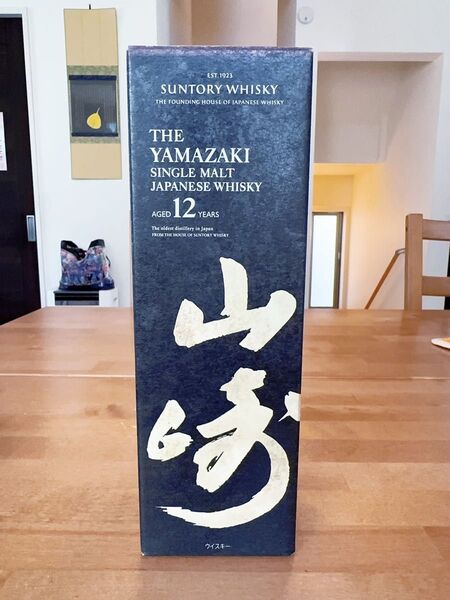 EST. 1923
SUNTORY WHISKY
THE FOUNDING HOUSE OF JAPANESE WHISKY
THE
YAMAZAKI
SINGLE MALT
JAPANESE WHISKY
AGED 12 YEARS
The oldest distillery in Japan
FROM THE HOUSE OF SUNTORY WHISKY
山
崎
ウイスキー